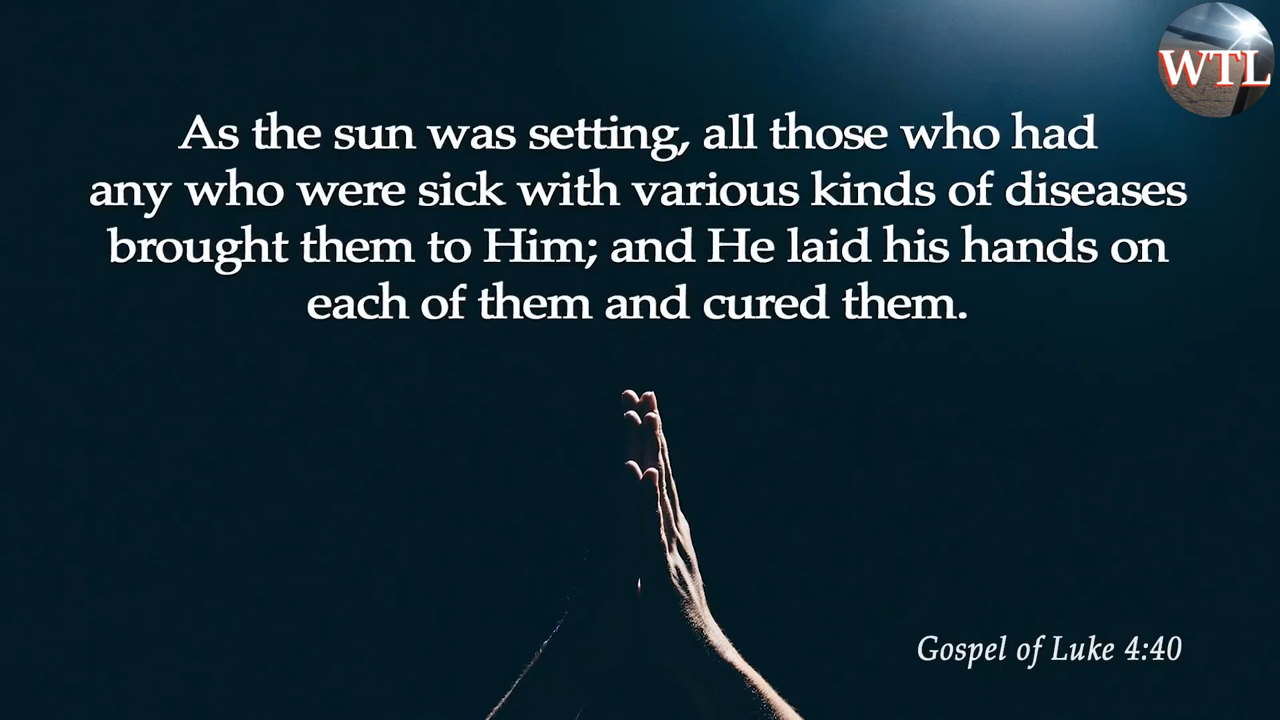 WTL
As the sun was setting, all those who had
any who were sick with various kinds of diseases
brought them to Him; and He laid his hands on
each of them and cured them.
Gospel of Luke 4:40